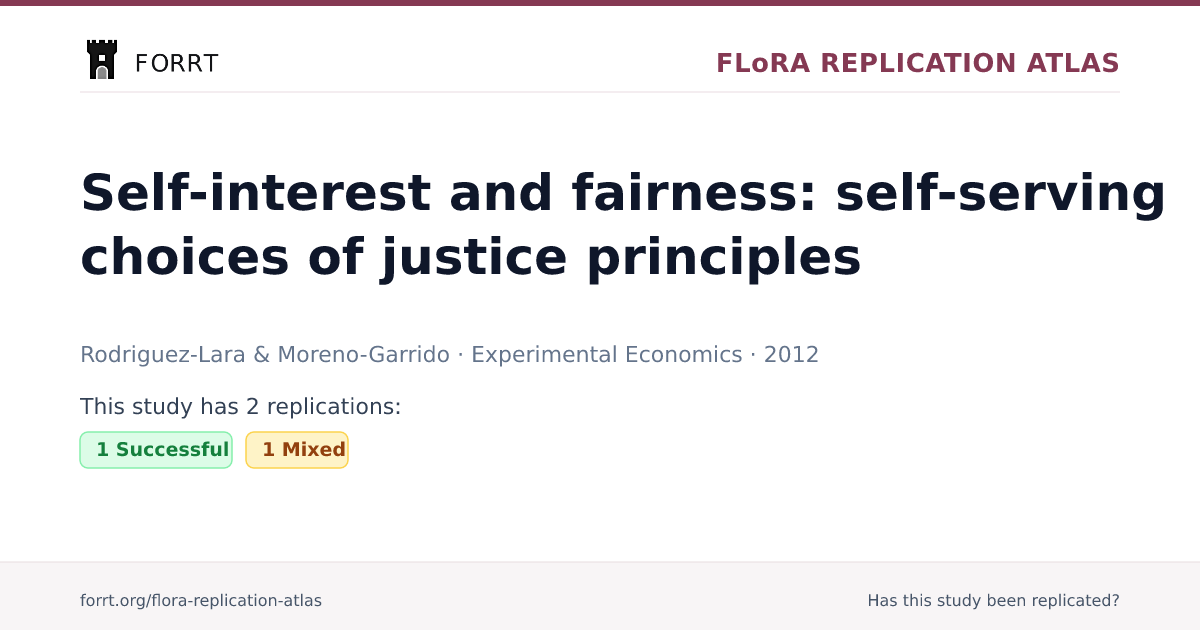 FORRT
FLoRA REPLICATION ATLAS
Self-interest and fairness: self-serving
choices of justice principles
Rodriguez-Lara & Moreno-Garrido · Experimental Economics · 2012
This study has 2 replications:
1 Successful
1 Mixed
forrt.org/flora-replication-atlas
Has this study been replicated?